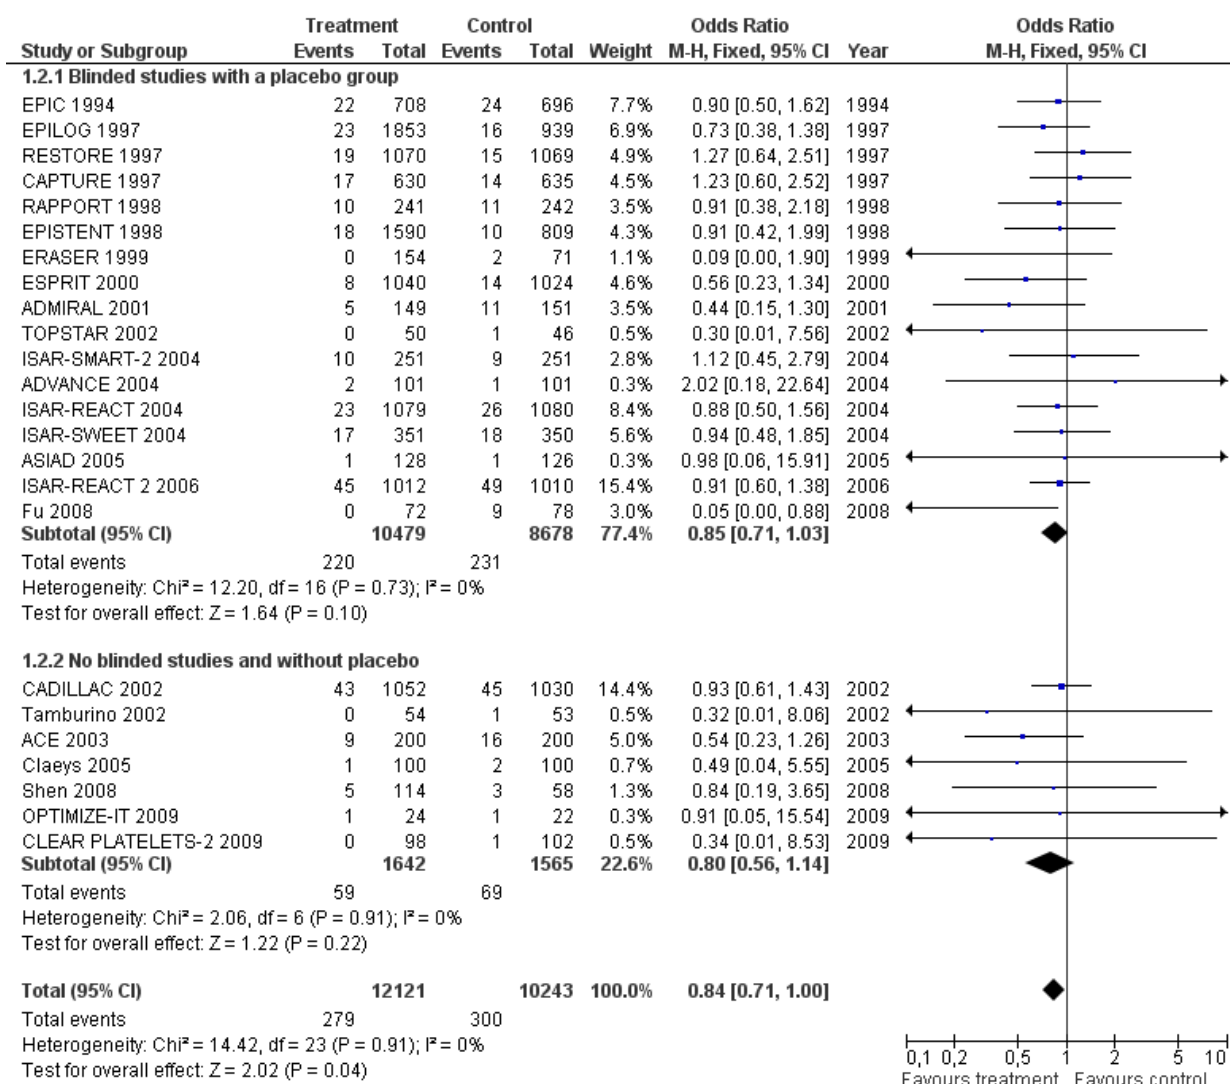 Treatment Control Odds Ratio Odds Ratio
Study or Subgroup Events Total Events Total Weight M-H, Fixed, 95% CI Year M-H, Fixed, 95% CI
1.2.1 Blinded studies with a placebo group
EPIC 1994 22 708 24 696 7.7% 0.90 [0.50, 1.62] 1994
EPILOG 1997 23 1853 16 939 6.9% 0.73 [0.38, 1.38] 1997
RESTORE 1997 19 1070 15 1069 4.9% 1.27 [0.64, 2.51] 1997
CAPTURE 1997 17 630 14 635 4.5% 1.23 [0.60, 2.52] 1997
RAPPORT 1998 10 241 11 242 3.5% 0.91 [0.38, 2.18] 1998
EPISTENT 1998 18 1590 10 809 4.3% 0.91 [0.42, 1.99] 1998
ERASER 1999 0 154 2 71 1.1% 0.09 [0.00, 1.90] 1999
ESPRIT 2000 8 1040 14 1024 4.6% 0.56 [0.23, 1.34] 2000
ADMIRAL 2001 5 149 11 151 3.5% 0.44 [0.15, 1.30] 2001
TOPSTAR 2002 0 50 1 46 0.5% 0.30 [0.01, 7.56] 2002
ISAR-SMART-2 2004 10 251 9 251 2.8% 1.12 [0.45, 2.79] 2004
ADVANCE 2004 2 101 1 101 0.3% 2.02 [0.18, 22.64] 2004
ISAR-REACT 2004 23 1079 26 1080 8.4% 0.88 [0.50, 1.56] 2004
ISAR-SWEET 2004 17 351 18 350 5.6% 0.94 [0.48, 1.85] 2004
ASIAD 2005 1 128 1 126 0.3% 0.98 [0.06, 15.91] 2005
ISAR-REACT 2 2006 45 1012 49 1010 15.4% 0.91 [0.60, 1.38] 2006
Fu 2008 0 72 9 78 3.0% 0.05 [0.00, 0.88] 2008
Subtotal (95% CI) 10479 8678 77.4% 0.85 [0.71, 1.03]
Total events 220 231
Heterogeneity: Chi² = 12.20, df = 16 (P = 0.73); I² = 0%
Test for overall effect: Z = 1.64 (P = 0.10)
1.2.2 No blinded studies and without placebo
CADILLAC 2002 43 1052 45 1030 14.4% 0.93 [0.61, 1.43] 2002
Tamburino 2002 0 54 1 53 0.5% 0.32 [0.01, 8.06] 2002
ACE 2003 9 200 16 200 5.0% 0.54 [0.23, 1.26] 2003
Claeys 2005 1 100 2 100 0.7% 0.49 [0.04, 5.55] 2005
Shen 2008 5 114 3 58 1.3% 0.84 [0.19, 3.65] 2008
OPTIMIZE-IT 2009 1 24 1 22 0.3% 0.91 [0.05, 15.54] 2009
CLEAR PLATELETS-2 2009 0 98 1 102 0.5% 0.34 [0.01, 8.53] 2009
Subtotal (95% CI) 1642 1565 22.6% 0.80 [0.56, 1.14]
Total events 59 69
Heterogeneity: Chi² = 2.06, df = 6 (P = 0.91); I² = 0%
Test for overall effect: Z = 1.22 (P = 0.22)
Total (95% CI) 12121 10243 100.0% 0.84 [0.71, 1.00]
Total events 279 300
Heterogeneity: Chi² = 14.42, df = 23 (P = 0.91); I² = 0%
Test for overall effect: Z = 2.02 (P = 0.04)
0,1 0,2 0,5 1 2 5 10
Favours treatment Favours control